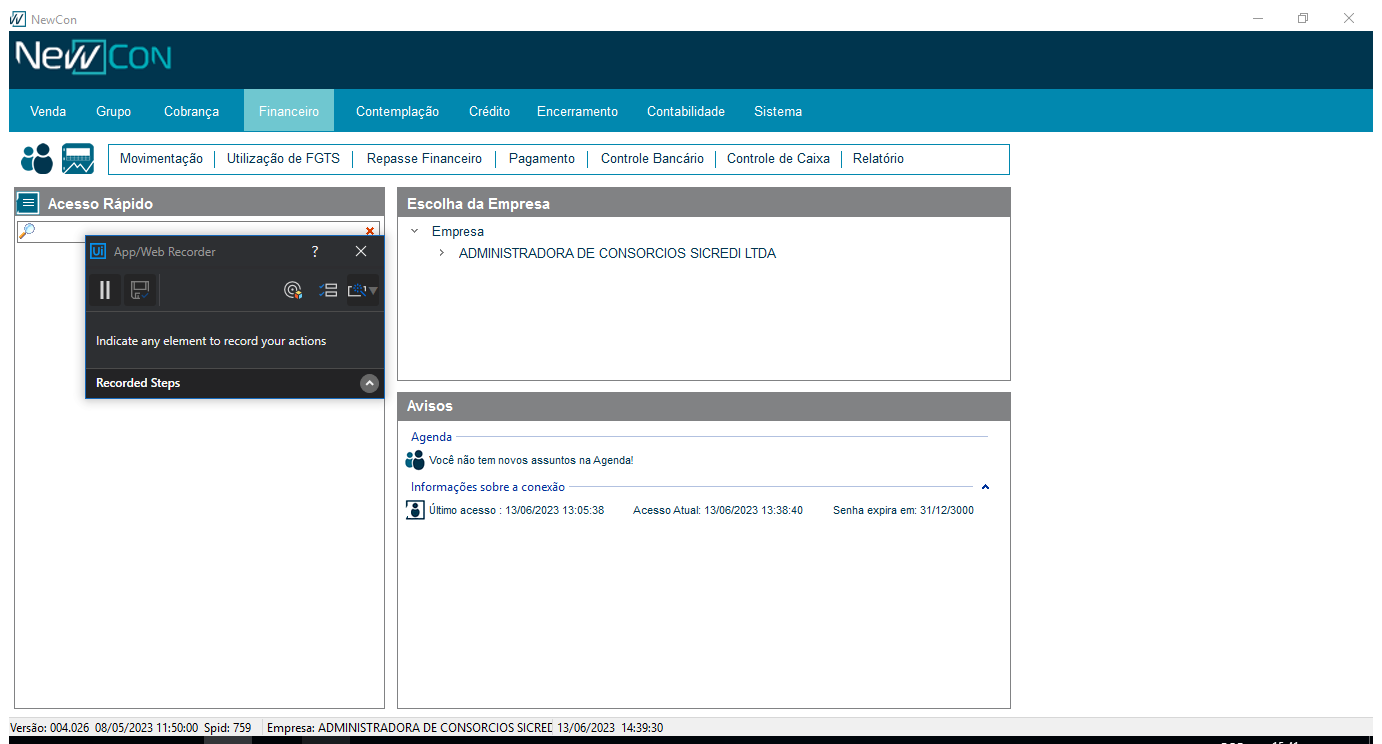 NewCon
NewCon
Venda Grupo Cobrança Financeiro Contemplação Crédito Encerramento Contabilidade Sistema
Movimentação Utilização de FGTS Repasse Financeiro Pagamento Controle Bancário Controle de Caixa Relatório
Acesso Rápido
Escolha da Empresa
Empresa
ADMINISTRADORA DE CONSORCIOS SICREDI LTDA
Ui App/Web Recorder ?
Indicate any element to record your actions
Recorded Steps
Avisos
Agenda
Você não tem novos assuntos na Agenda!
Informações sobre a conexão
Último acesso : 13/06/2023 13:05:38 Acesso Atual: 13/06/2023 13:38:40 Senha expira em: 31/12/3000
Versão: 004.026 08/05/2023 11:50:00 Spid: 759 Empresa: ADMINISTRADORA DE CONSORCIOS SICREE 13/06/2023 14:39:30